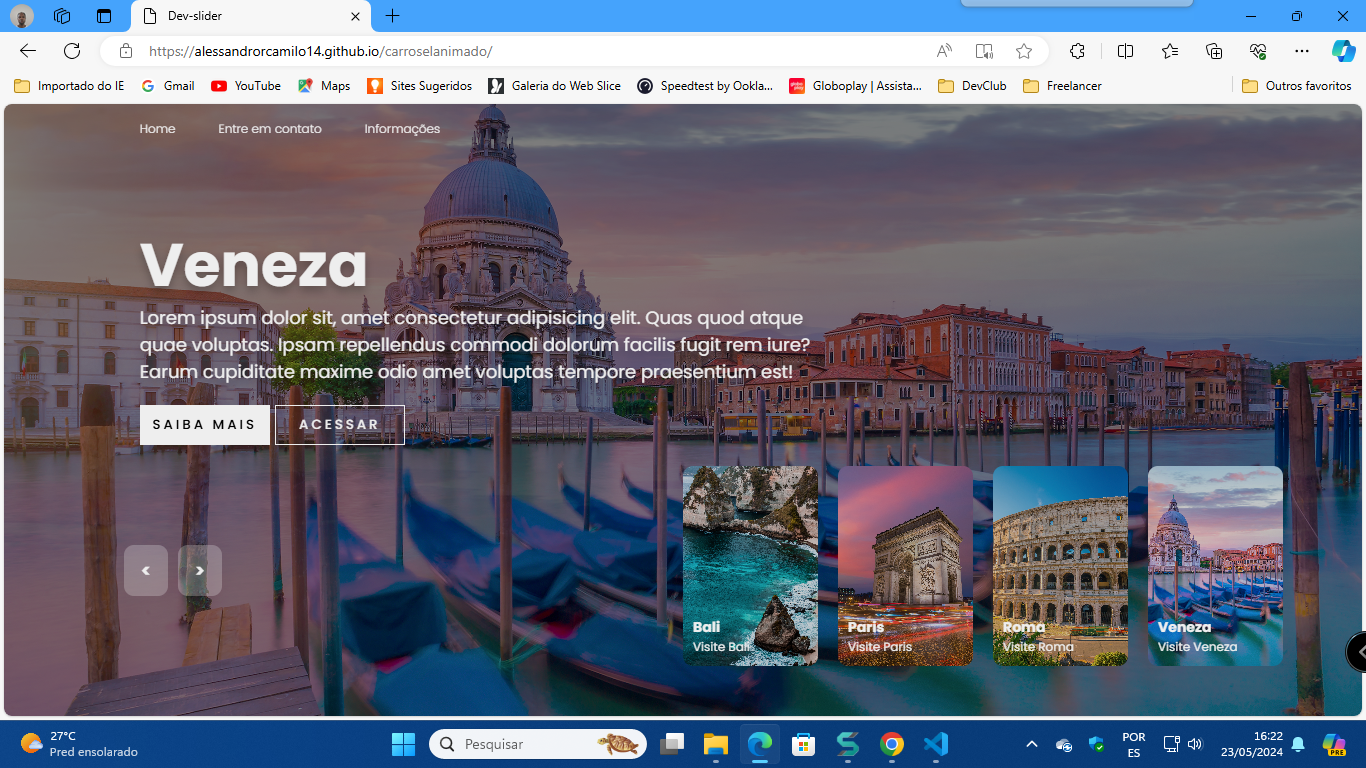 Dev-slider
https://alessandrorcamilo14.github.io/carroselanimado/
Importado do IE
Gmail
YouTube
Maps
Sites Sugeridos
Galeria do Web Slice
Speedtest by Ookla...
Globoplay | Assista...
DevClub
Freelancer
Outros favoritos
Home
Entre em contato
Informações
Veneza
Lorem ipsum dolor sit, amet consectetur adipisicing elit. Quas quod atque
quae voluptas. Ipsam repellendus commodi dolorum facilis fugit rem iure?
Earum cupiditate maxime odio amet voluptas tempore praesentium est!
SAIBA MAIS
ACESSAR
Bali
Visite Bali
Paris
Visite Paris
Roma
Visite Roma
Veneza
Visite Veneza
27°C
Pred ensolarado
Pesquisar
POR
ES
16:22
23/05/2024
PRE